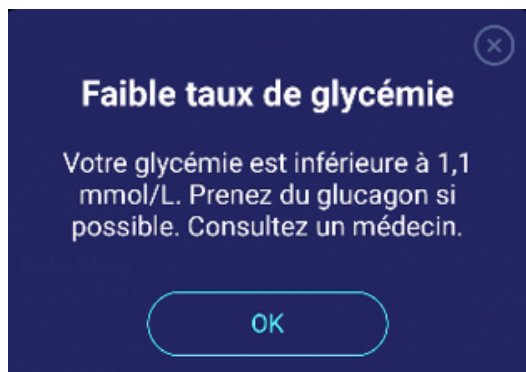 Faible taux de glycémie
Votre glycémie est inférieure à 1,1
mmol/L. Prenez du glucagon si
possible. Consultez un médecin.
OK